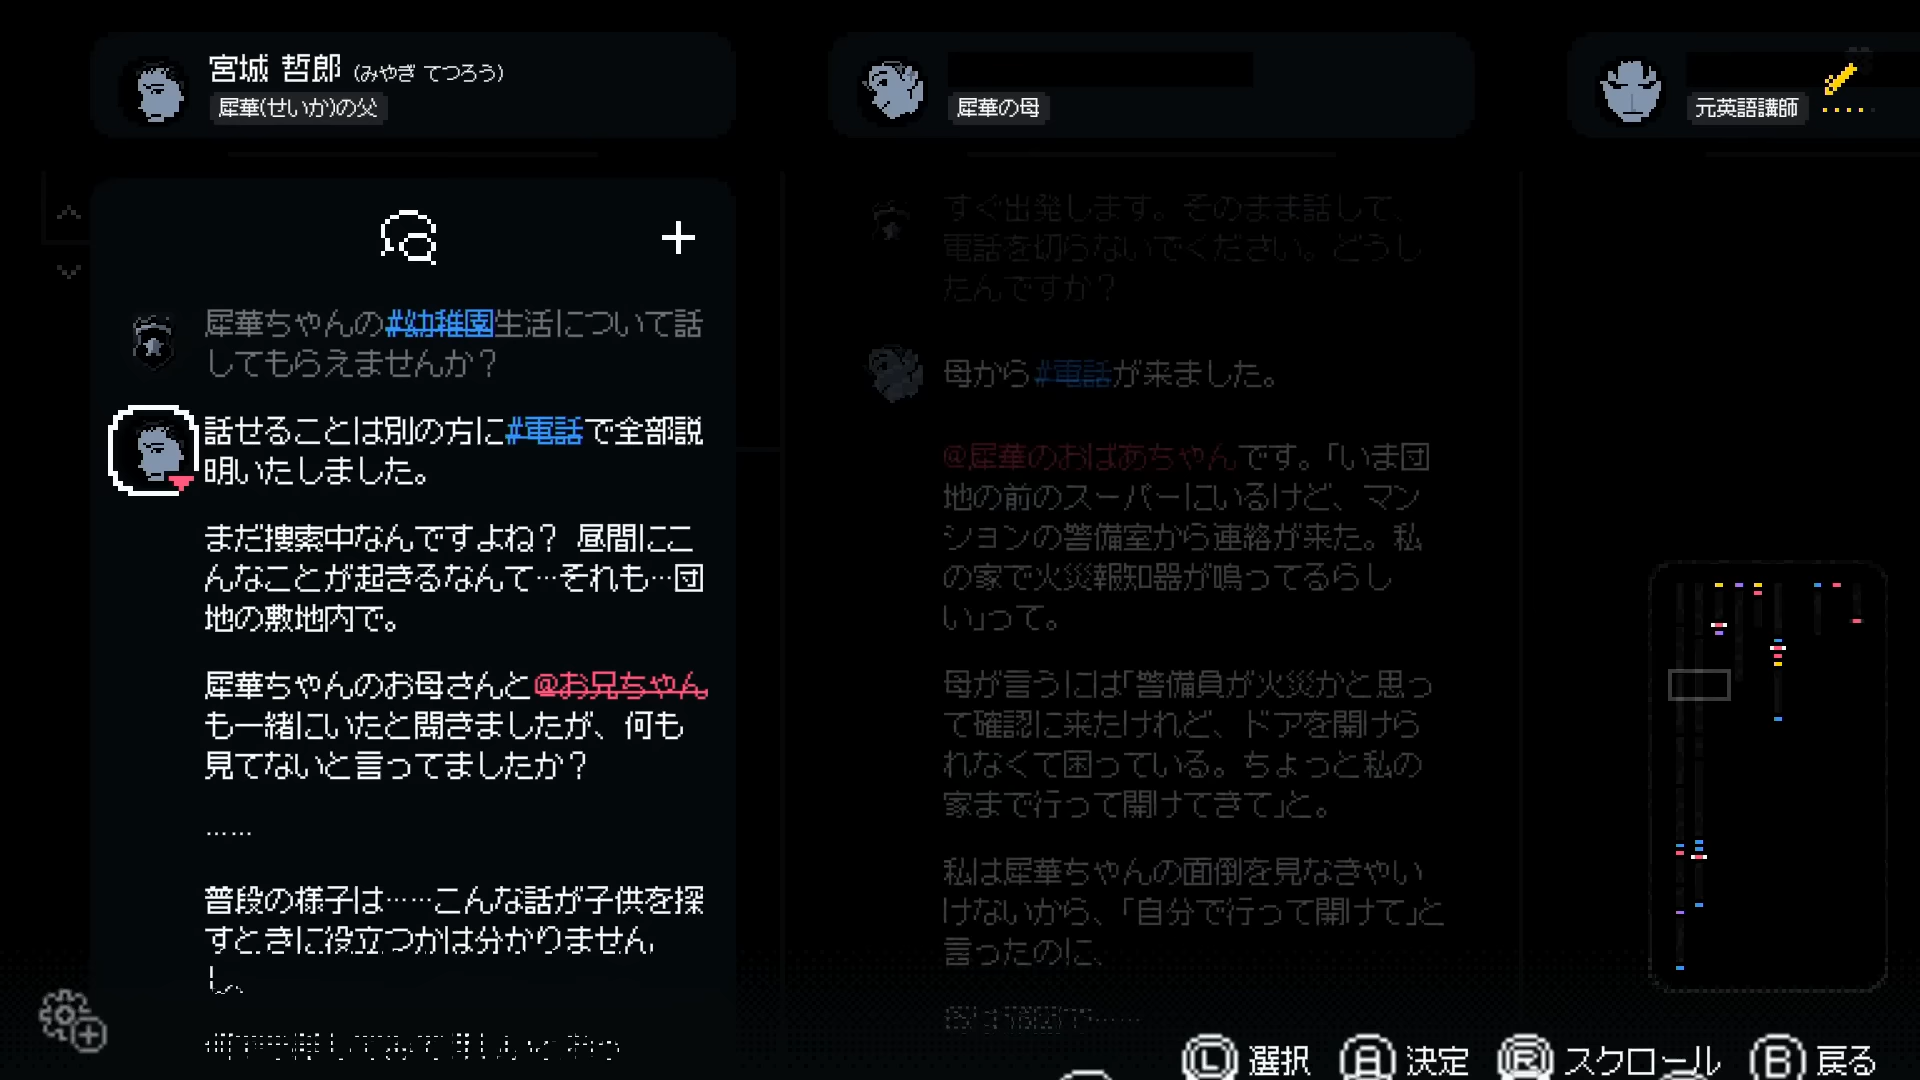 宮城 哲郎 (みやぎ てつろう)
犀華(せいか)の父
犀華ちゃんの#幼稚園生活について話
してもらえませんか？
話せることは別の方に#電話で全部説
明いたしました。
まだ捜索中なんですよね？ 昼間にこ
んなことが起きるなんて…それも…団
地の敷地内で。
犀華ちゃんのお母さんと@お兄ちゃん
も一緒にいたと聞きましたが、何も
見てないと言ってましたか？
……
普段の様子は……こんな話が子供を探
すときに役立つかは分かりません
し、
犀華の母
すぐ出発します。そのまま話して、
電話を切らないでください。どうし
たんですか？
母から#電話が来ました。
@犀華のおばあちゃんです。「いま団
地の前のスーパーにいるけど、マン
ションの警備室から連絡が来た。私
の家で火災報知器が鳴ってるらし
い」って。
母が言うには「警備員が火災かと思っ
て確認に来たけれど、ドアを開けら
れなくて困っている。ちょっと私の
家まで行って開けてきて」と。
私は犀華ちゃんの面倒を見なきゃい
けないから、「自分で行って開けて」と
言ったのに、
元英語講師
L 選択 A 決定 R スクロール B 戻る